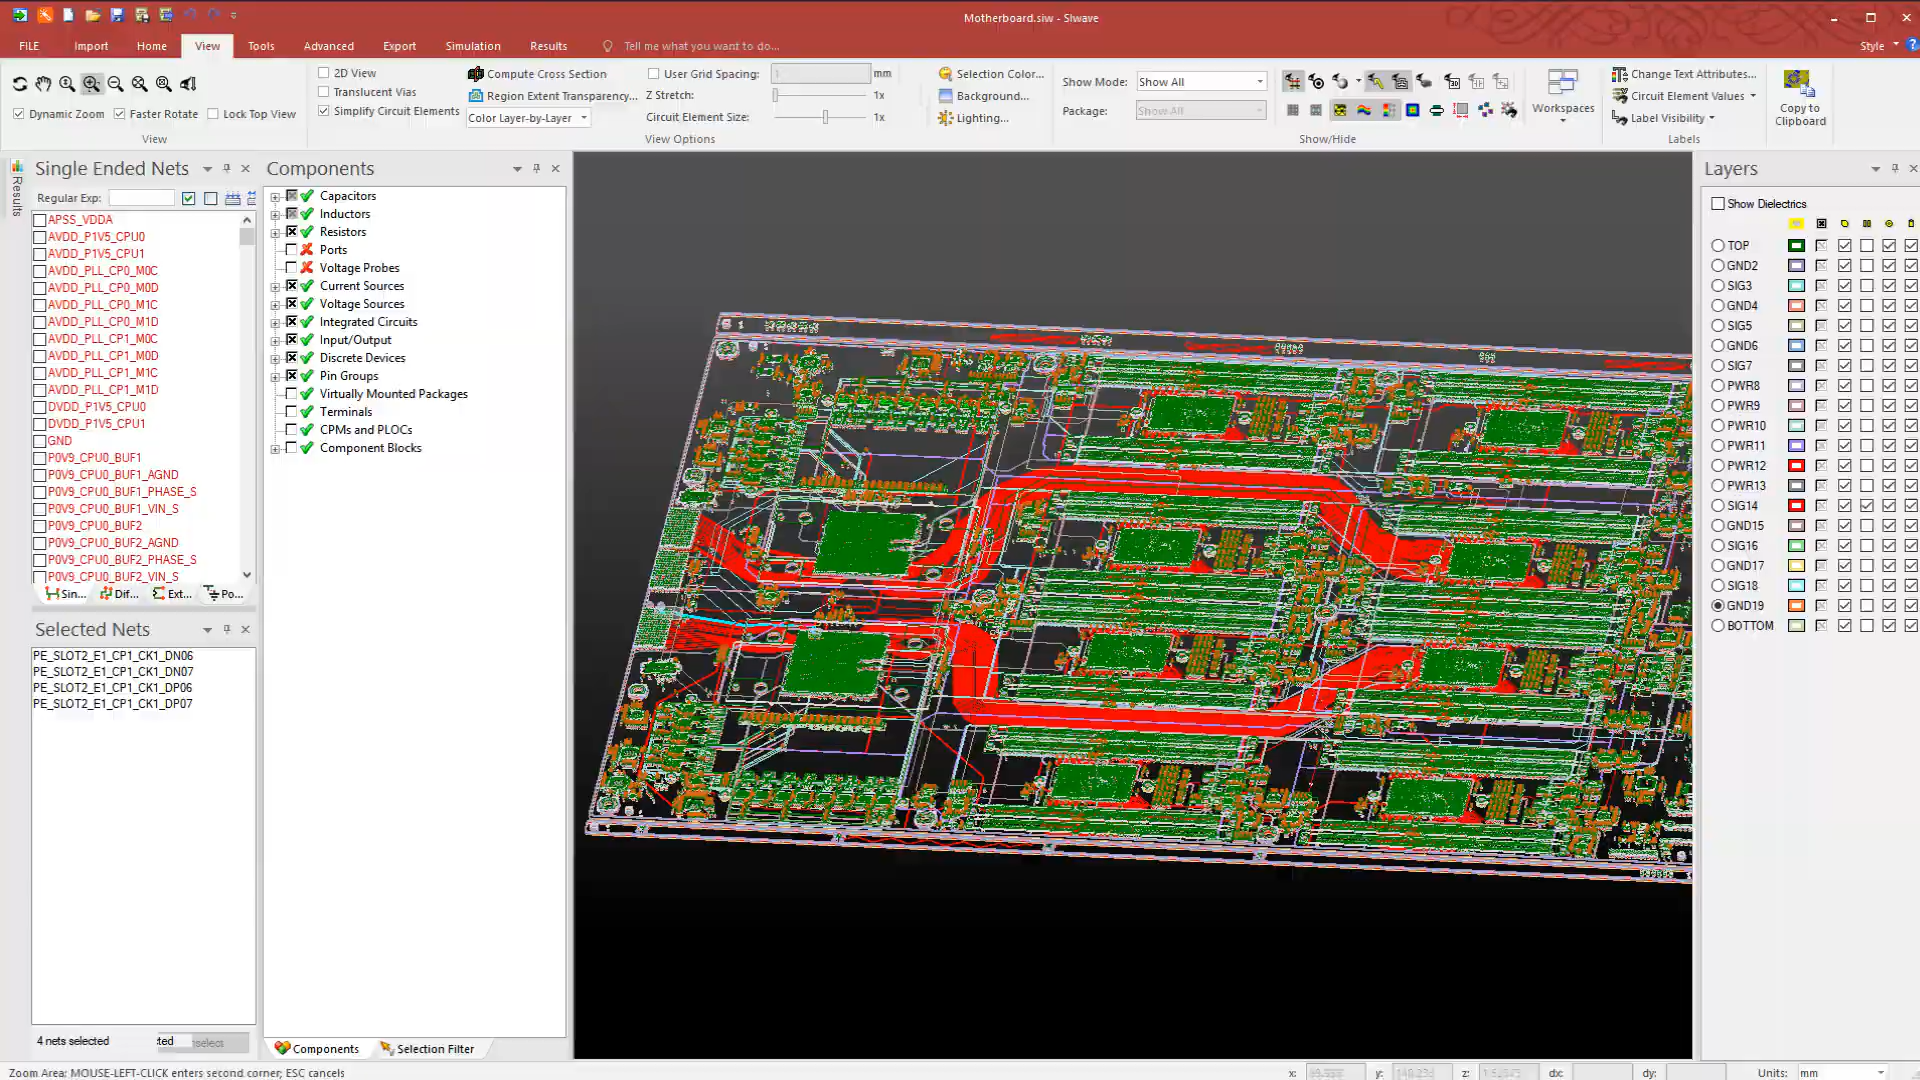 Motherboard.siw - SIwave
FILE Import Home View Tools Advanced Export Simulation Results Tell me what you want to do... Style
2D View
Translucent Vias
Simplify Circuit Elements
Compute Cross Section
Region Extent Transparency...
Color Layer-by-Layer
User Grid Spacing: 1 mm
Z Stretch: 1x
Circuit Element Size: 1x
Selection Color...
Background...
Lighting...
Show Mode: Show All
Package: Show All
Workspaces
Change Text Attributes...
Circuit Element Values
Label Visibility
Copy to
Clipboard
Dynamic Zoom Faster Rotate Lock Top View
View View Options Show/Hide Labels
Results
Single Ended Nets
Regular Exp:
APSS_VDDA
AVDD_P1V5_CPU0
AVDD_P1V5_CPU1
AVDD_PLL_CP0_M0C
AVDD_PLL_CP0_M0D
AVDD_PLL_CP0_M1C
AVDD_PLL_CP0_M1D
AVDD_PLL_CP1_M0C
AVDD_PLL_CP1_M0D
AVDD_PLL_CP1_M1C
AVDD_PLL_CP1_M1D
DVDD_P1V5_CPU0
DVDD_P1V5_CPU1
GND
P0V9_CPU0_BUF1
P0V9_CPU0_BUF1_AGND
P0V9_CPU0_BUF1_PHASE_S
P0V9_CPU0_BUF1_VIN_S
P0V9_CPU0_BUF2
P0V9_CPU0_BUF2_AGND
P0V9_CPU0_BUF2_PHASE_S
P0V9_CPU0_BUF2_VIN_S
Sin... Dif... Ext... Po...
Selected Nets
PE_SLOT2_E1_CP1_CK1_DN06
PE_SLOT2_E1_CP1_CK1_DN07
PE_SLOT2_E1_CP1_CK1_DP06
PE_SLOT2_E1_CP1_CK1_DP07
4 nets selected
Components
Capacitors
Inductors
Resistors
Ports
Voltage Probes
Current Sources
Voltage Sources
Integrated Circuits
Input/Output
Discrete Devices
Pin Groups
Virtually Mounted Packages
Terminals
CPMs and PLOCs
Component Blocks
Components Selection Filter
Layers
Show Dielectrics
TOP
GND2
SIG3
GND4
SIG5
GND6
SIG7
PWR8
PWR9
PWR10
PWR11
PWR12
PWR13
SIG14
GND15
SIG16
GND17
SIG18
GND19
BOTTOM
Zoom Area: MOUSE-LEFT-CLICK enters second corner; ESC cancels
x: y: z: dx: dy: Units: mm